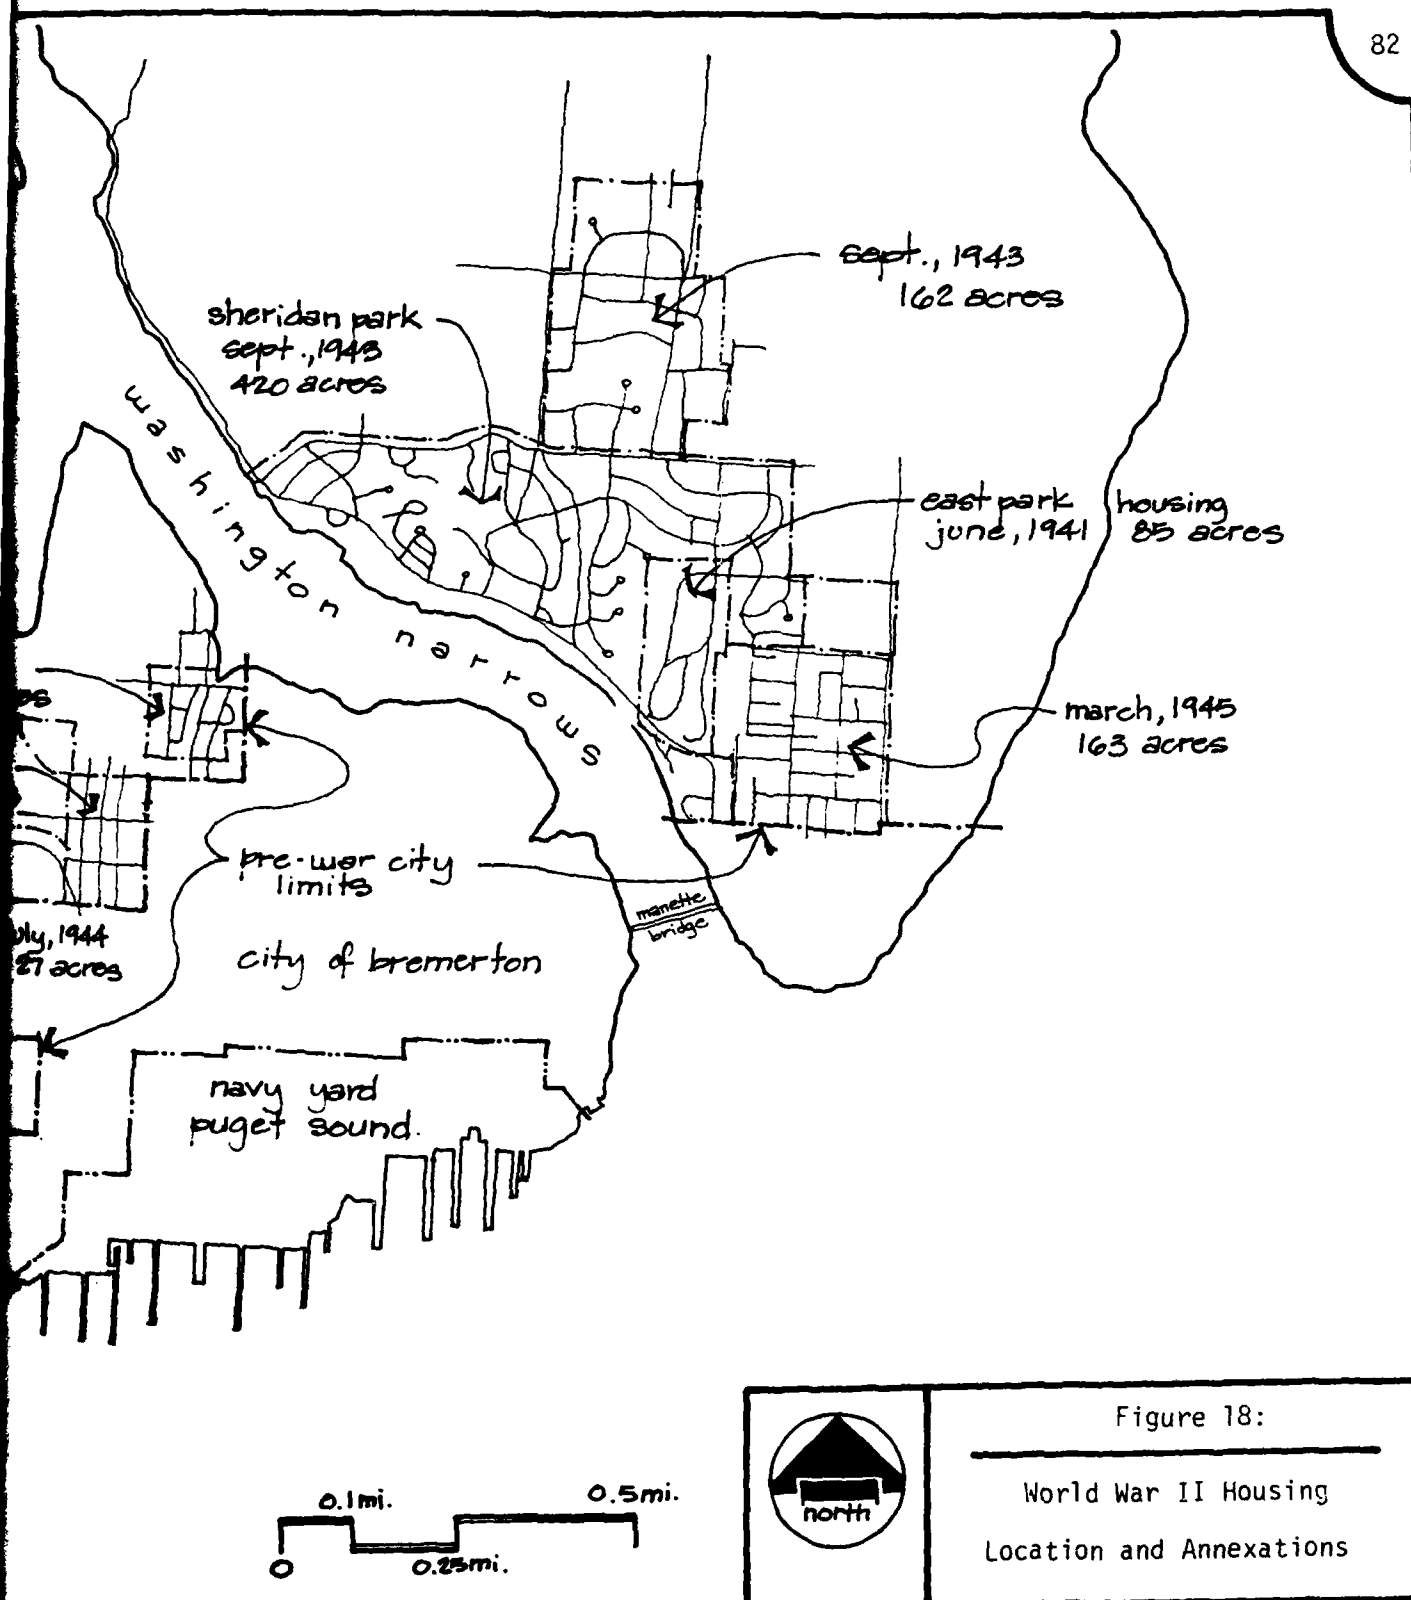 82
sept., 1943
162 acres
sheridan park
sept., 1943
420 acres
washington narrows
east park housing
june, 1941 85 acres
march, 1945
163 acres
pre-war city
limits
manette
bridge
1944
acres
city of bremerton
navy yard
puget sound.
0.1mi.
0.5mi.
0
0.25mi.
north
Figure 18:
World War II Housing
Location and Annexations